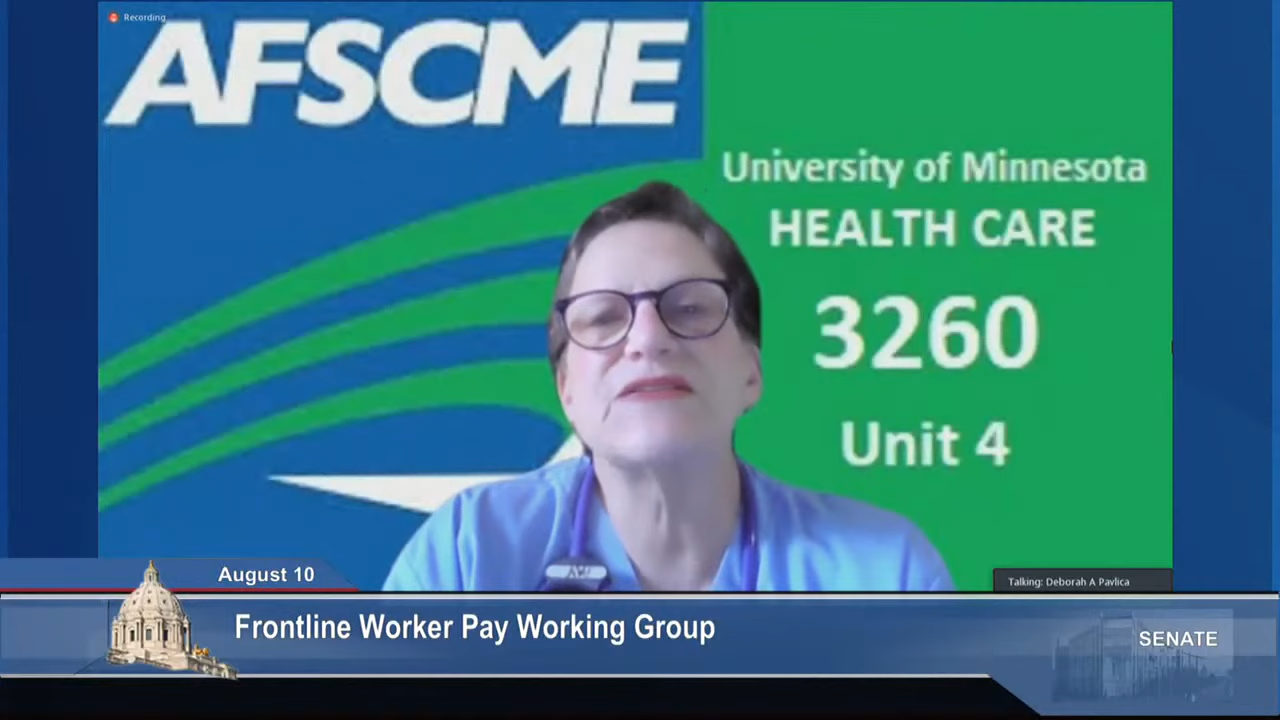 Recording
AFSCME
University of Minnesota
HEALTH CARE
3260
Unit 4
Talking: Deborah A Pavlica
August 10
Frontline Worker Pay Working Group
SENATE